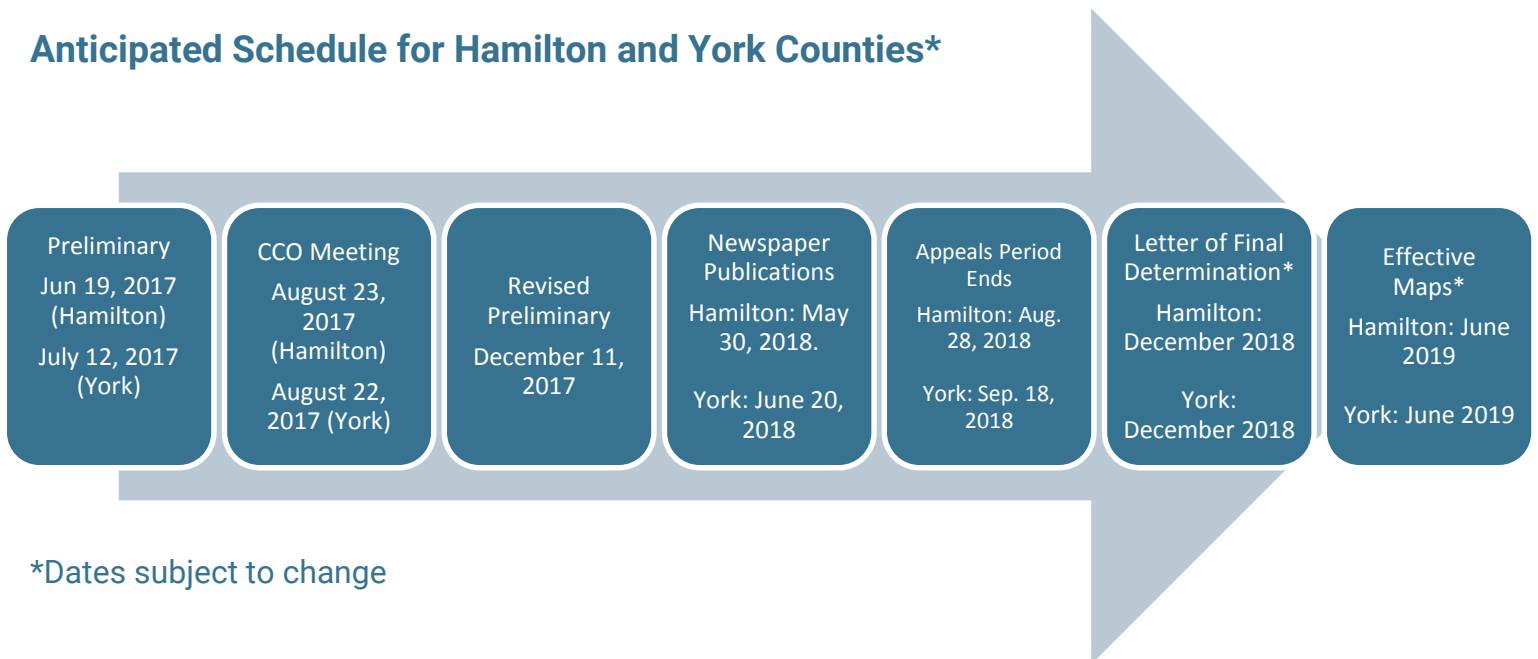 Anticipated Schedule for Hamilton and York Counties*
Preliminary
Jun 19, 2017
(Hamilton)
July 12, 2017
(York)
CCO Meeting
August 23,
2017
(Hamilton)
August 22,
2017 (York)
Revised
Preliminary
December 11,
2017
Newspaper
Publications
Hamilton: May
30, 2018.
York: June 20,
2018
Appeals Period
Ends
Hamilton: Aug.
28, 2018
York: Sep. 18,
2018
Letter of Final
Determination*
Hamilton:
December 2018
York:
December 2018
Effective
Maps*
Hamilton: June
2019
York: June 2019
*Dates subject to change